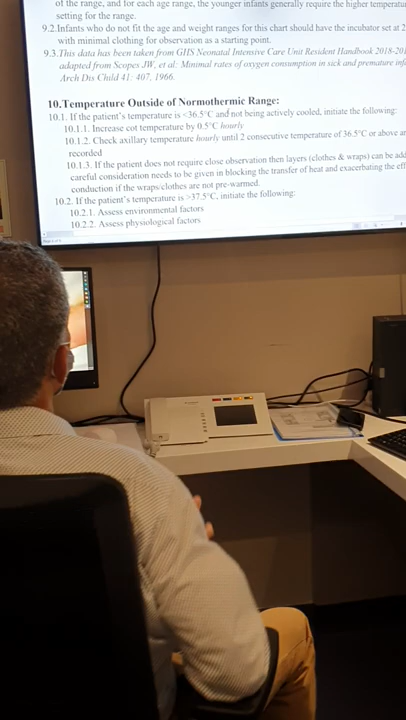 of the range, and for each age range, the younger infants generally require the higher
setting for the range.
9.2.Infants who do not fit the age and weight ranges for this chart should have the incubator set at
with minimal clothing for observation as a starting point.
9.3.This data has been taken from GHS Neonatal Intensive Care Unit Resident Handbook
adapted from Scopes JW, et al: Minimal rates of oxygen consumption in sick and premature
Arch Dis Child 41: 407, 1966.
10.Temperature Outside of Normothermic Range:
10.1. If the patient's temperature is <36.5°C and not being actively cooled, initiate the following:
10.1.1. Increase cot temperature by 0.5°C hourly
10.1.2. Check axillary temperature hourly until 2 consecutive temperature of 36.5°C or above
recorded
10.1.3. If the patient does not require close observation then layers (clothes & wraps) can be
careful consideration needs to be given in blocking the transfer of heat and exacerbating the
conduction if the wraps/clothes are not pre-warmed.
10.2. If the patient's temperature is >37.5°C, initiate the following:
10.2.1. Assess environmental factors
10.2.2. Assess physiological factors